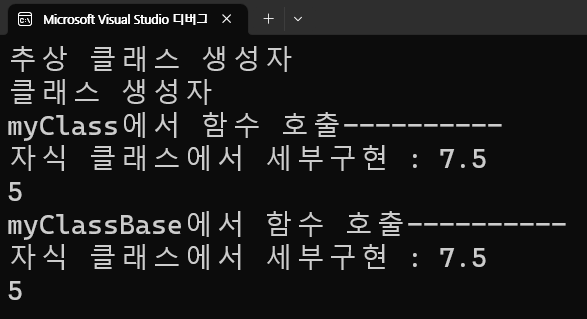 Microsoft Visual Studio 디버그
추상 클래스 생성자
클래스 생성자
myClass에서 함수 호출----------
자식 클래스에서 세부구현 : 7.5
5
myClassBase에서 함수 호출----------
자식 클래스에서 세부구현 : 7.5
5